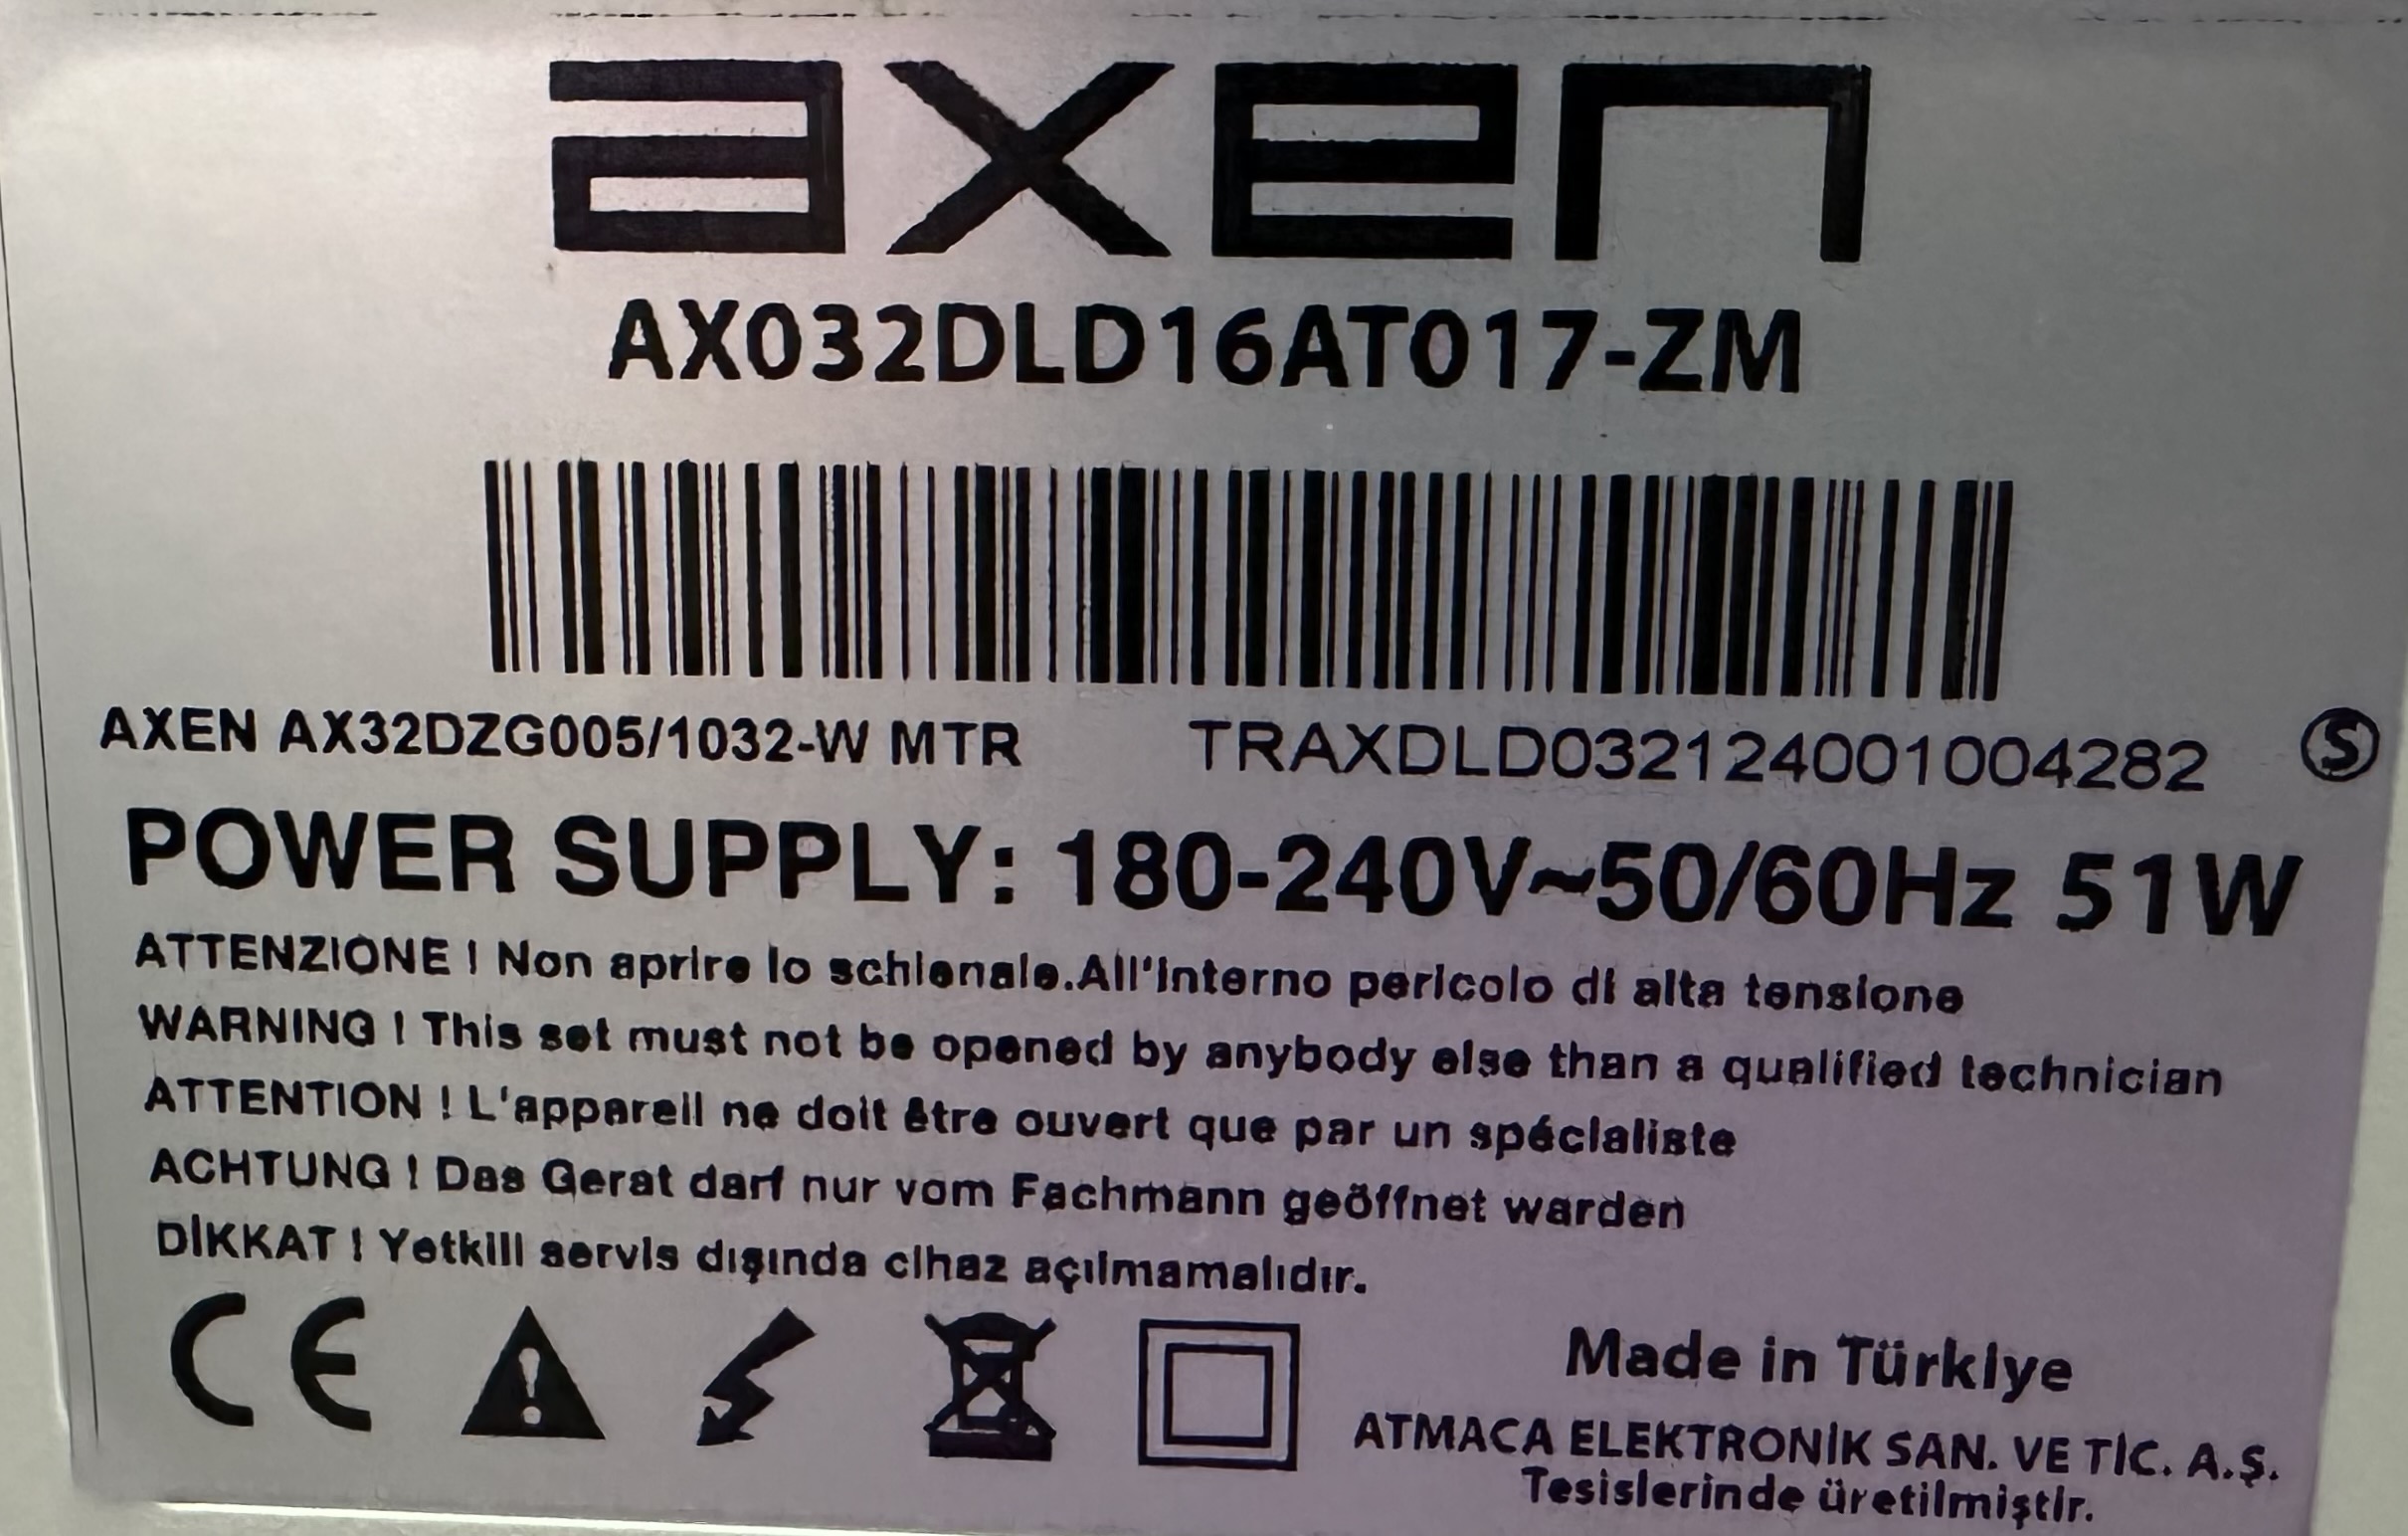 axen
AX032DLD16AT017-ZM
AXEN AX32DZG005/1032-W MTR TRAXDLD032124001004282 S
POWER SUPPLY: 180-240V~50/60Hz 51W
ATTENZIONE ! Non aprire lo schienale.All'interno pericolo di alta tensione
WARNING ! This set must not be opened by anybody else than a qualified technician
ATTENTION ! L'appareil ne doit être ouvert que par un spécialiste
ACHTUNG ! Das Gerat darf nur vom Fachmann geöffnet warden
DİKKAT ! Yetkili servis dışında cihaz açılmamalıdır.
CE
Made in Türkiye
ATMACA ELEKTRONİK SAN. VE TİC. A.Ş.
Tesislerinde üretilmiştir.